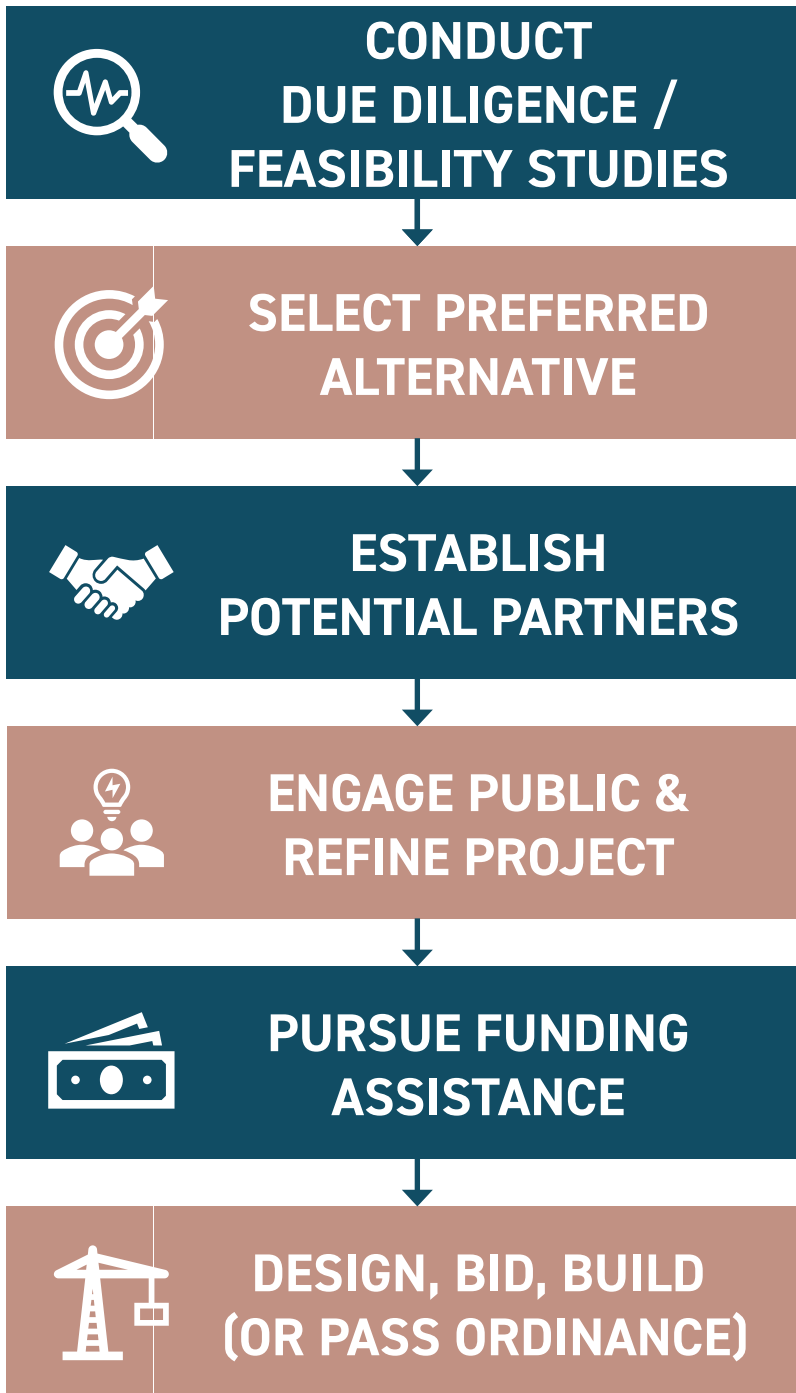 CONDUCT
DUE DILIGENCE /
FEASIBILITY STUDIES
SELECT PREFERRED
ALTERNATIVE
ESTABLISH
POTENTIAL PARTNERS
ENGAGE PUBLIC &
REFINE PROJECT
PURSUE FUNDING
ASSISTANCE
DESIGN, BID, BUILD
(OR PASS ORDINANCE)